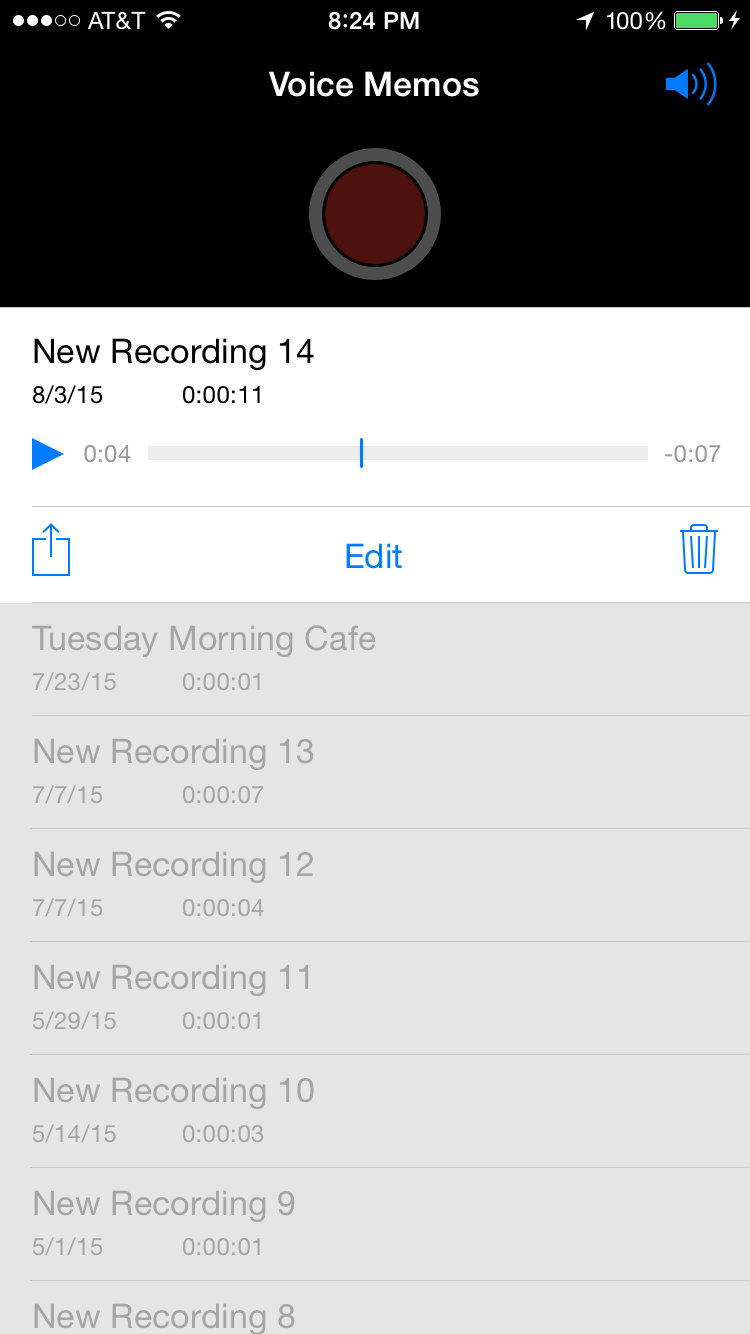 AT&T 8:24 PM 100%
Voice Memos
New Recording 14
8/3/15 0:00:11
0:04 -0:07
Edit
Tuesday Morning Cafe
7/23/15 0:00:01
New Recording 13
7/7/15 0:00:07
New Recording 12
7/7/15 0:00:04
New Recording 11
5/29/15 0:00:01
New Recording 10
5/14/15 0:00:03
New Recording 9
5/1/15 0:00:01
New Recording 8